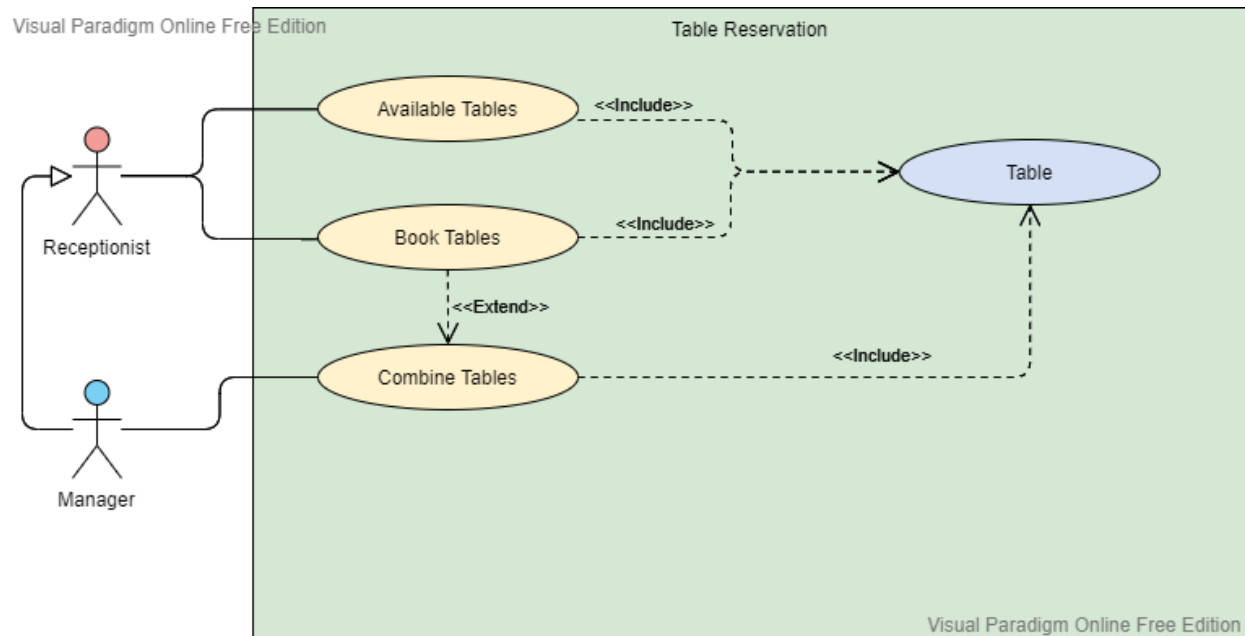 Visual Paradigm Online Free Edition
Table Reservation
Available Tables
<<Include>>
Table
Receptionist
Book Tables
<<Include>>
<<Extend>>
Combine Tables
<<Include>>
Manager
Visual Paradigm Online Free Edition